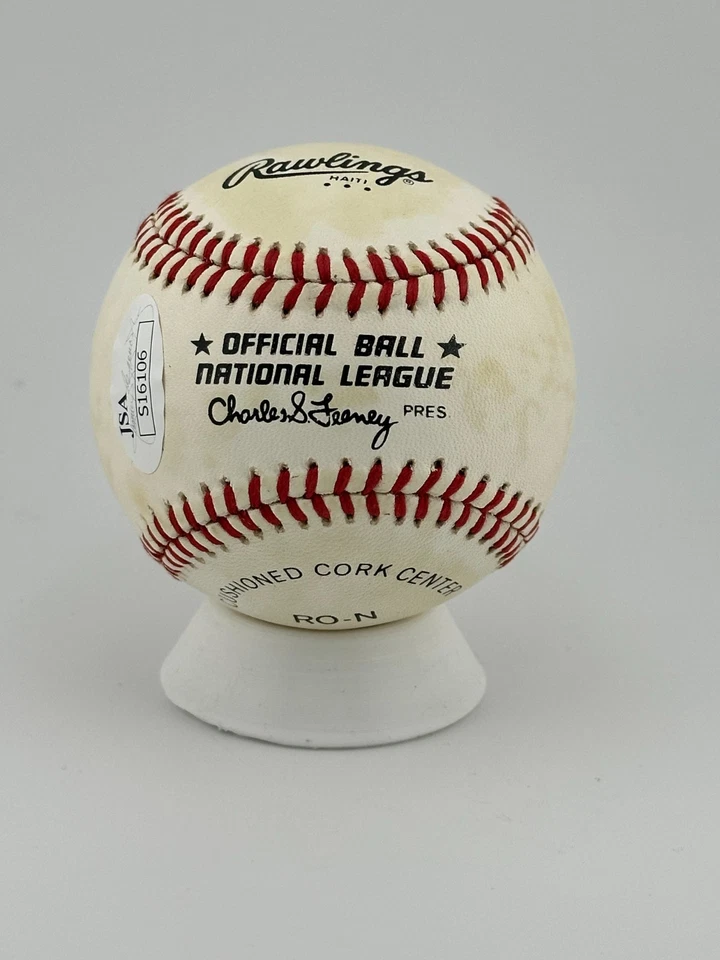 Rawlings®
HAITI
★ OFFICIAL BALL ★
NATIONAL LEAGUE
Charles S. Feeney PRES.
JSA
S16106
CUSHIONED CORK CENTER
RO-N